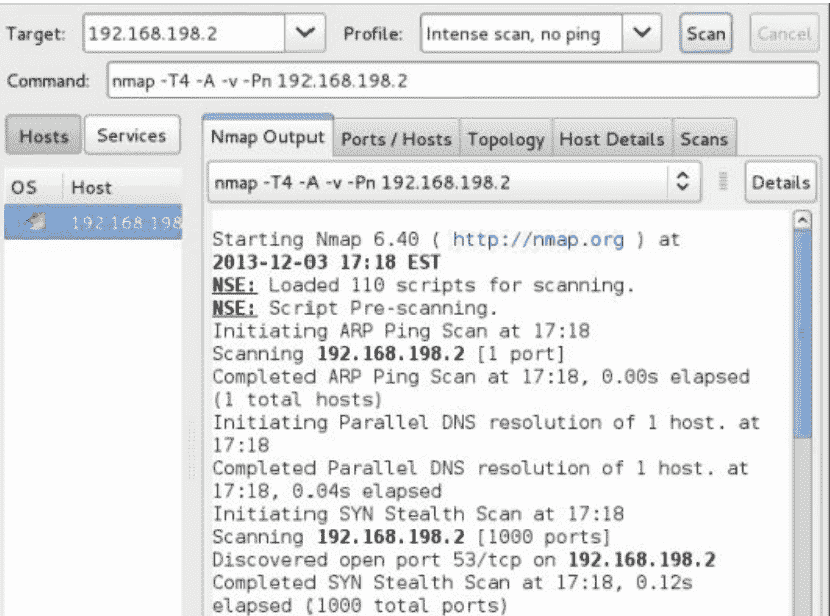 Target: 192.168.198.2 Profile: Intense scan, no ping Scan Cancel
Command: nmap -T4 -A -v -Pn 192.168.198.2
Hosts Services Nmap Output Ports / Hosts Topology Host Details Scans
nmap -T4 -A -v -Pn 192.168.198.2 Details
OS Host
192.168.198
Starting Nmap 6.40 ( http://nmap.org ) at
2013-12-03 17:18 EST
NSE: Loaded 110 scripts for scanning.
NSE: Script Pre-scanning.
Initiating ARP Ping Scan at 17:18
Scanning 192.168.198.2 [1 port]
Completed ARP Ping Scan at 17:18, 0.00s elapsed
(1 total hosts)
Initiating Parallel DNS resolution of 1 host. at
17:18
Completed Parallel DNS resolution of 1 host. at
17:18, 0.04s elapsed
Initiating SYN Stealth Scan at 17:18
Scanning 192.168.198.2 [1000 ports]
Discovered open port 53/tcp on 192.168.198.2
Completed SYN Stealth Scan at 17:18, 0.12s
elapsed (1000 total ports)